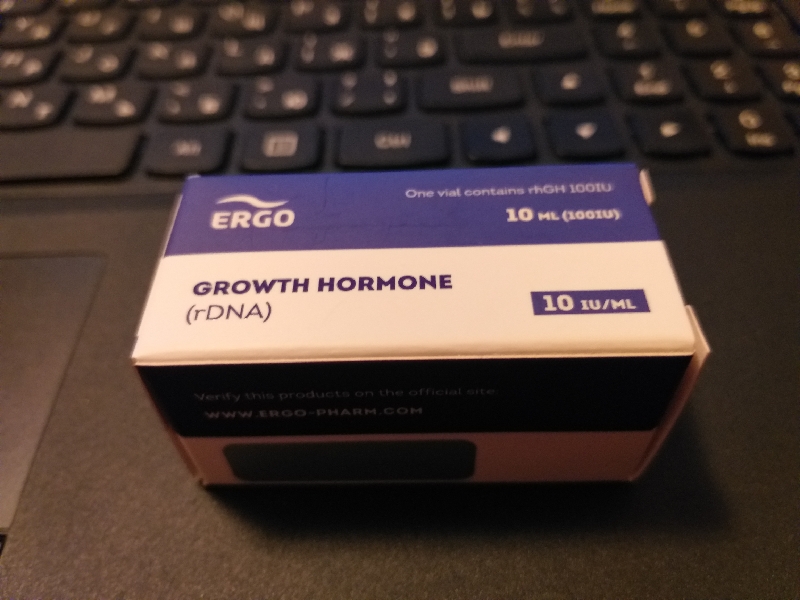 ERGO
One vial contains rhGH 100IU
10 ML (100IU)
GROWTH HORMONE
(rDNA)
10 IU/ML
Verify this products on the official site:
WWW.ERGO-PHARM.COM